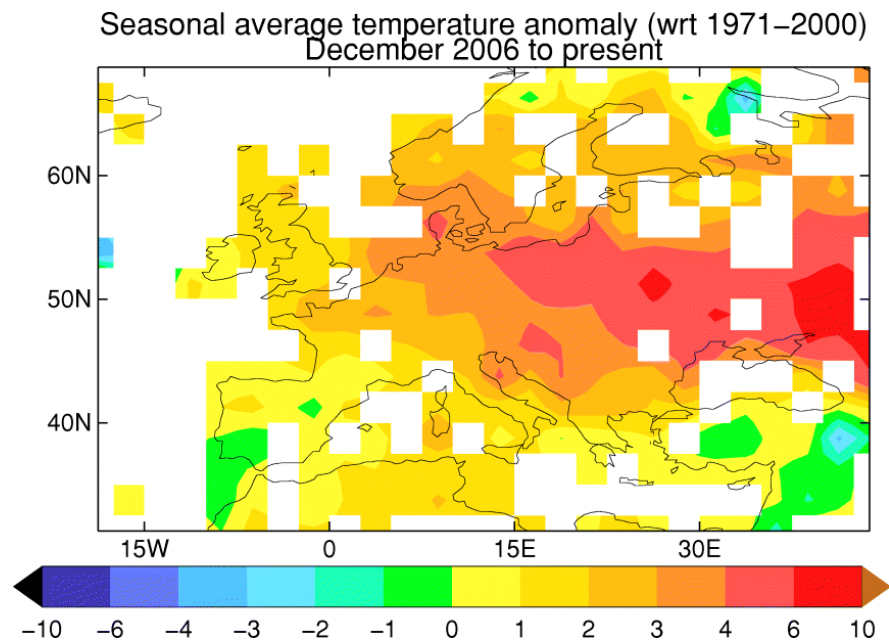 Seasonal average temperature anomaly (wrt 1971−2000)
December 2006 to present
60N
50N
40N
15W 0 15E 30E
−10 −6 −4 −3 −2 −1 0 1 2 3 4 6 10